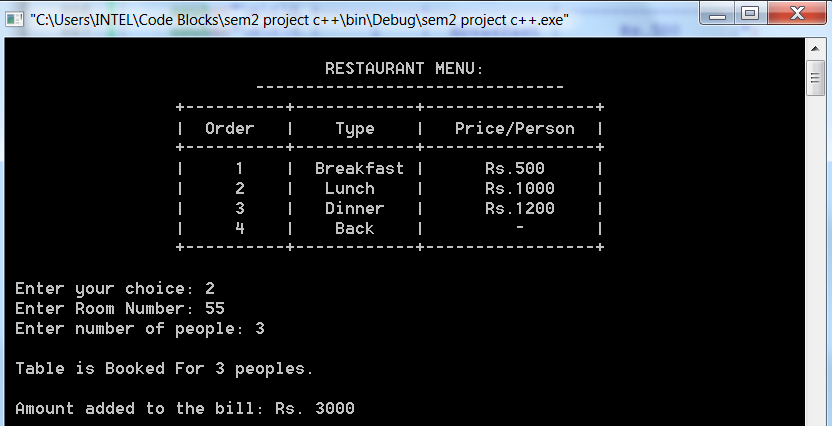 "C:\Users\INTEL\Code Blocks\sem2 project c++\bin\Debug\sem2 project c++.exe"
RESTAURANT MENU:
-------------------------------
+----------+------------+-----------------+
| Order | Type | Price/Person |
+----------+------------+-----------------+
| 1 | Breakfast | Rs.500 |
| 2 | Lunch | Rs.1000 |
| 3 | Dinner | Rs.1200 |
| 4 | Back | - |
+----------+------------+-----------------+
Enter your choice: 2
Enter Room Number: 55
Enter number of people: 3
Table is Booked For 3 peoples.
Amount added to the bill: Rs. 3000